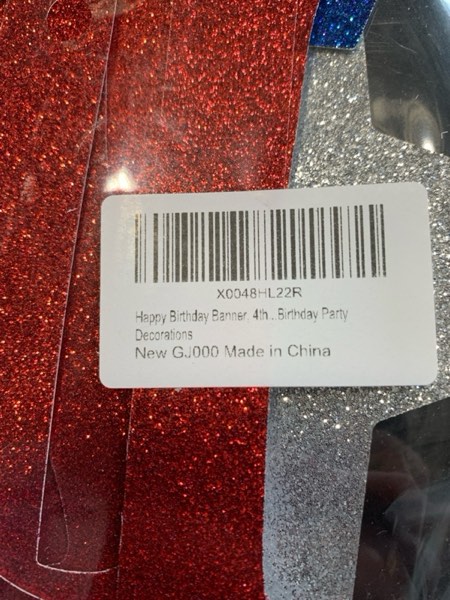 X0048HL22R
Happy Birthday Banner, 4th...Birthday Party
Decorations
New GJ000 Made in China